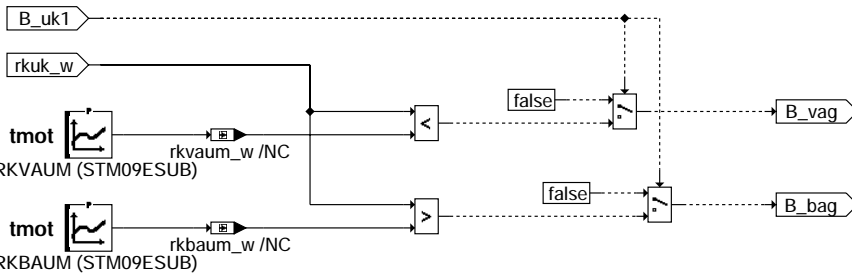 B_uk1
rkuk_w
false
B_vag
P
<
tmot
rkvaum_w /NC
RKVAUM (STM09ESUB)
false
B_bag
P
>
tmot
rkbaum_w /NC
RKBAUM (STM09ESUB)